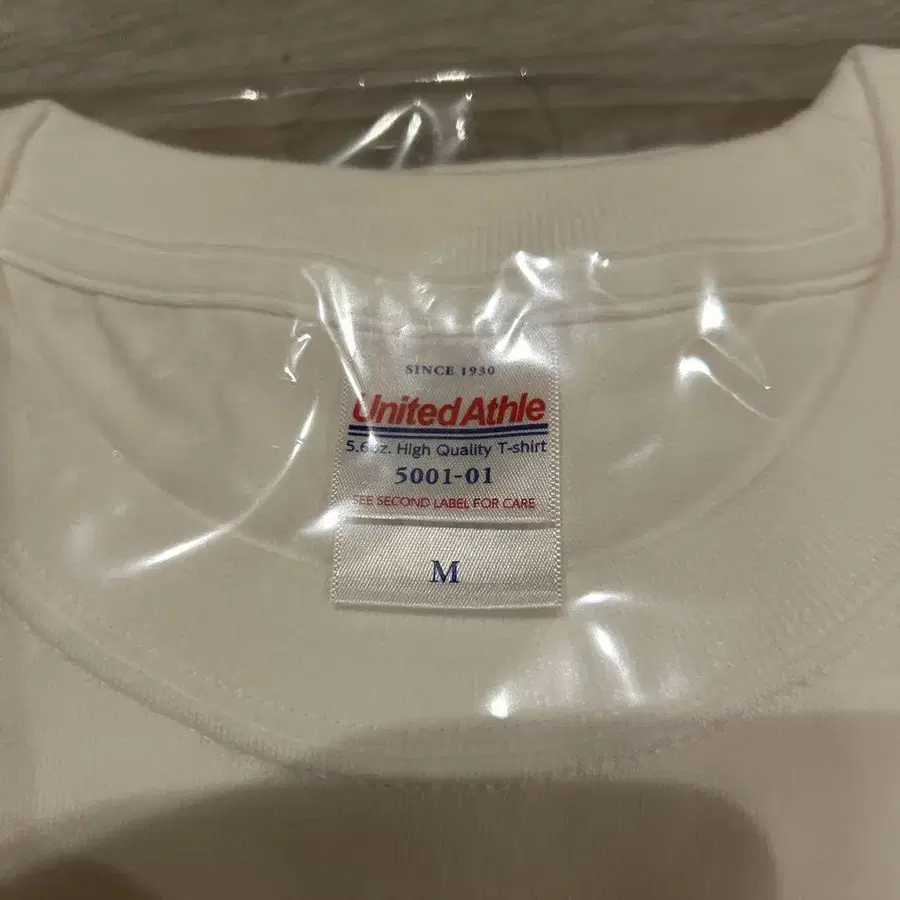 SINCE 1930
United Athle
5.6oz. High Quality T-shirt
5001-01
SEE SECOND LABEL FOR CARE
M